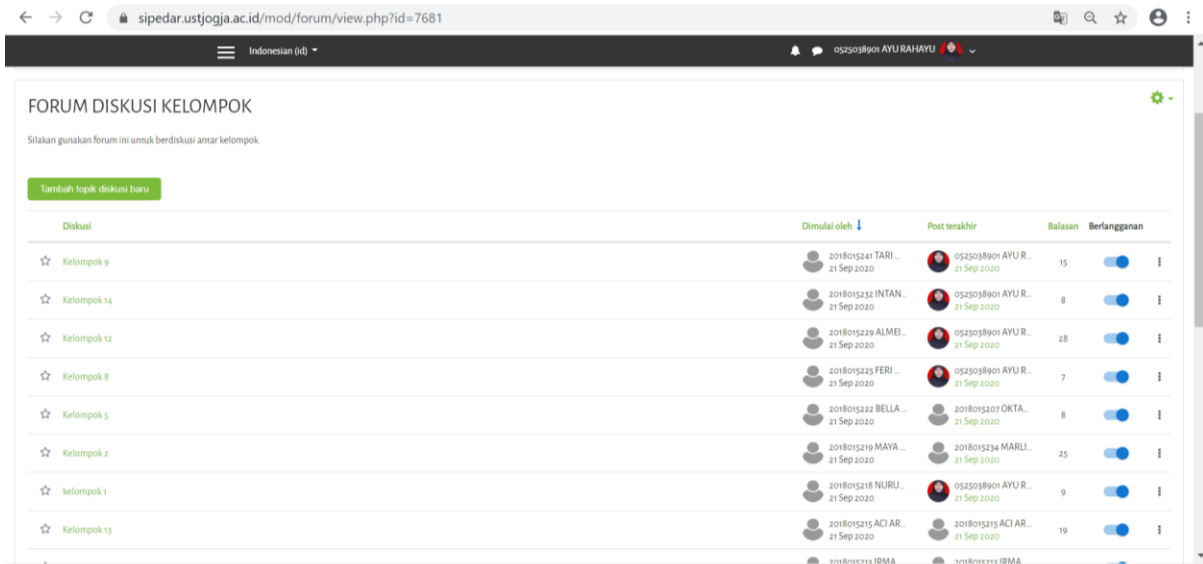 sipedar.ustjogja.ac.id/mod/forum/view.php?id=7681
Indonesian (id)
0525038901 AYU RAHAYU
FORUM DISKUSI KELOMPOK
Silakan gunakan forum ini untuk berdiskusi antar kelompok.
Tambah topik diskusi baru
Diskusi Dimulai oleh Post terakhir Balasan Berlangganan
Kelompok 9 2018015241 TARI ... 0525038901 AYU R... 15
21 Sep 2020 21 Sep 2020
Kelompok 14 2018015232 INTAN... 0525038901 AYU R... 8
21 Sep 2020 21 Sep 2020
Kelompok 12 2018015229 ALMEI... 0525038901 AYU R... 28
21 Sep 2020 21 Sep 2020
Kelompok 8 2018015225 FERI ... 0525038901 AYU R... 7
21 Sep 2020 21 Sep 2020
Kelompok 5 2018015222 BELLA ... 2018015207 OKTA... 8
21 Sep 2020 21 Sep 2020
Kelompok 2 2018015219 MAYA ... 2018015234 MARLI... 25
21 Sep 2020 21 Sep 2020
kelompok 1 2018015218 NURU... 0525038901 AYU R... 9
21 Sep 2020 21 Sep 2020
Kelompok 13 2018015215 ACI AR... 2018015215 ACI AR... 19
21 Sep 2020 21 Sep 2020
2018015213 IRMA 2018015213 IRMA